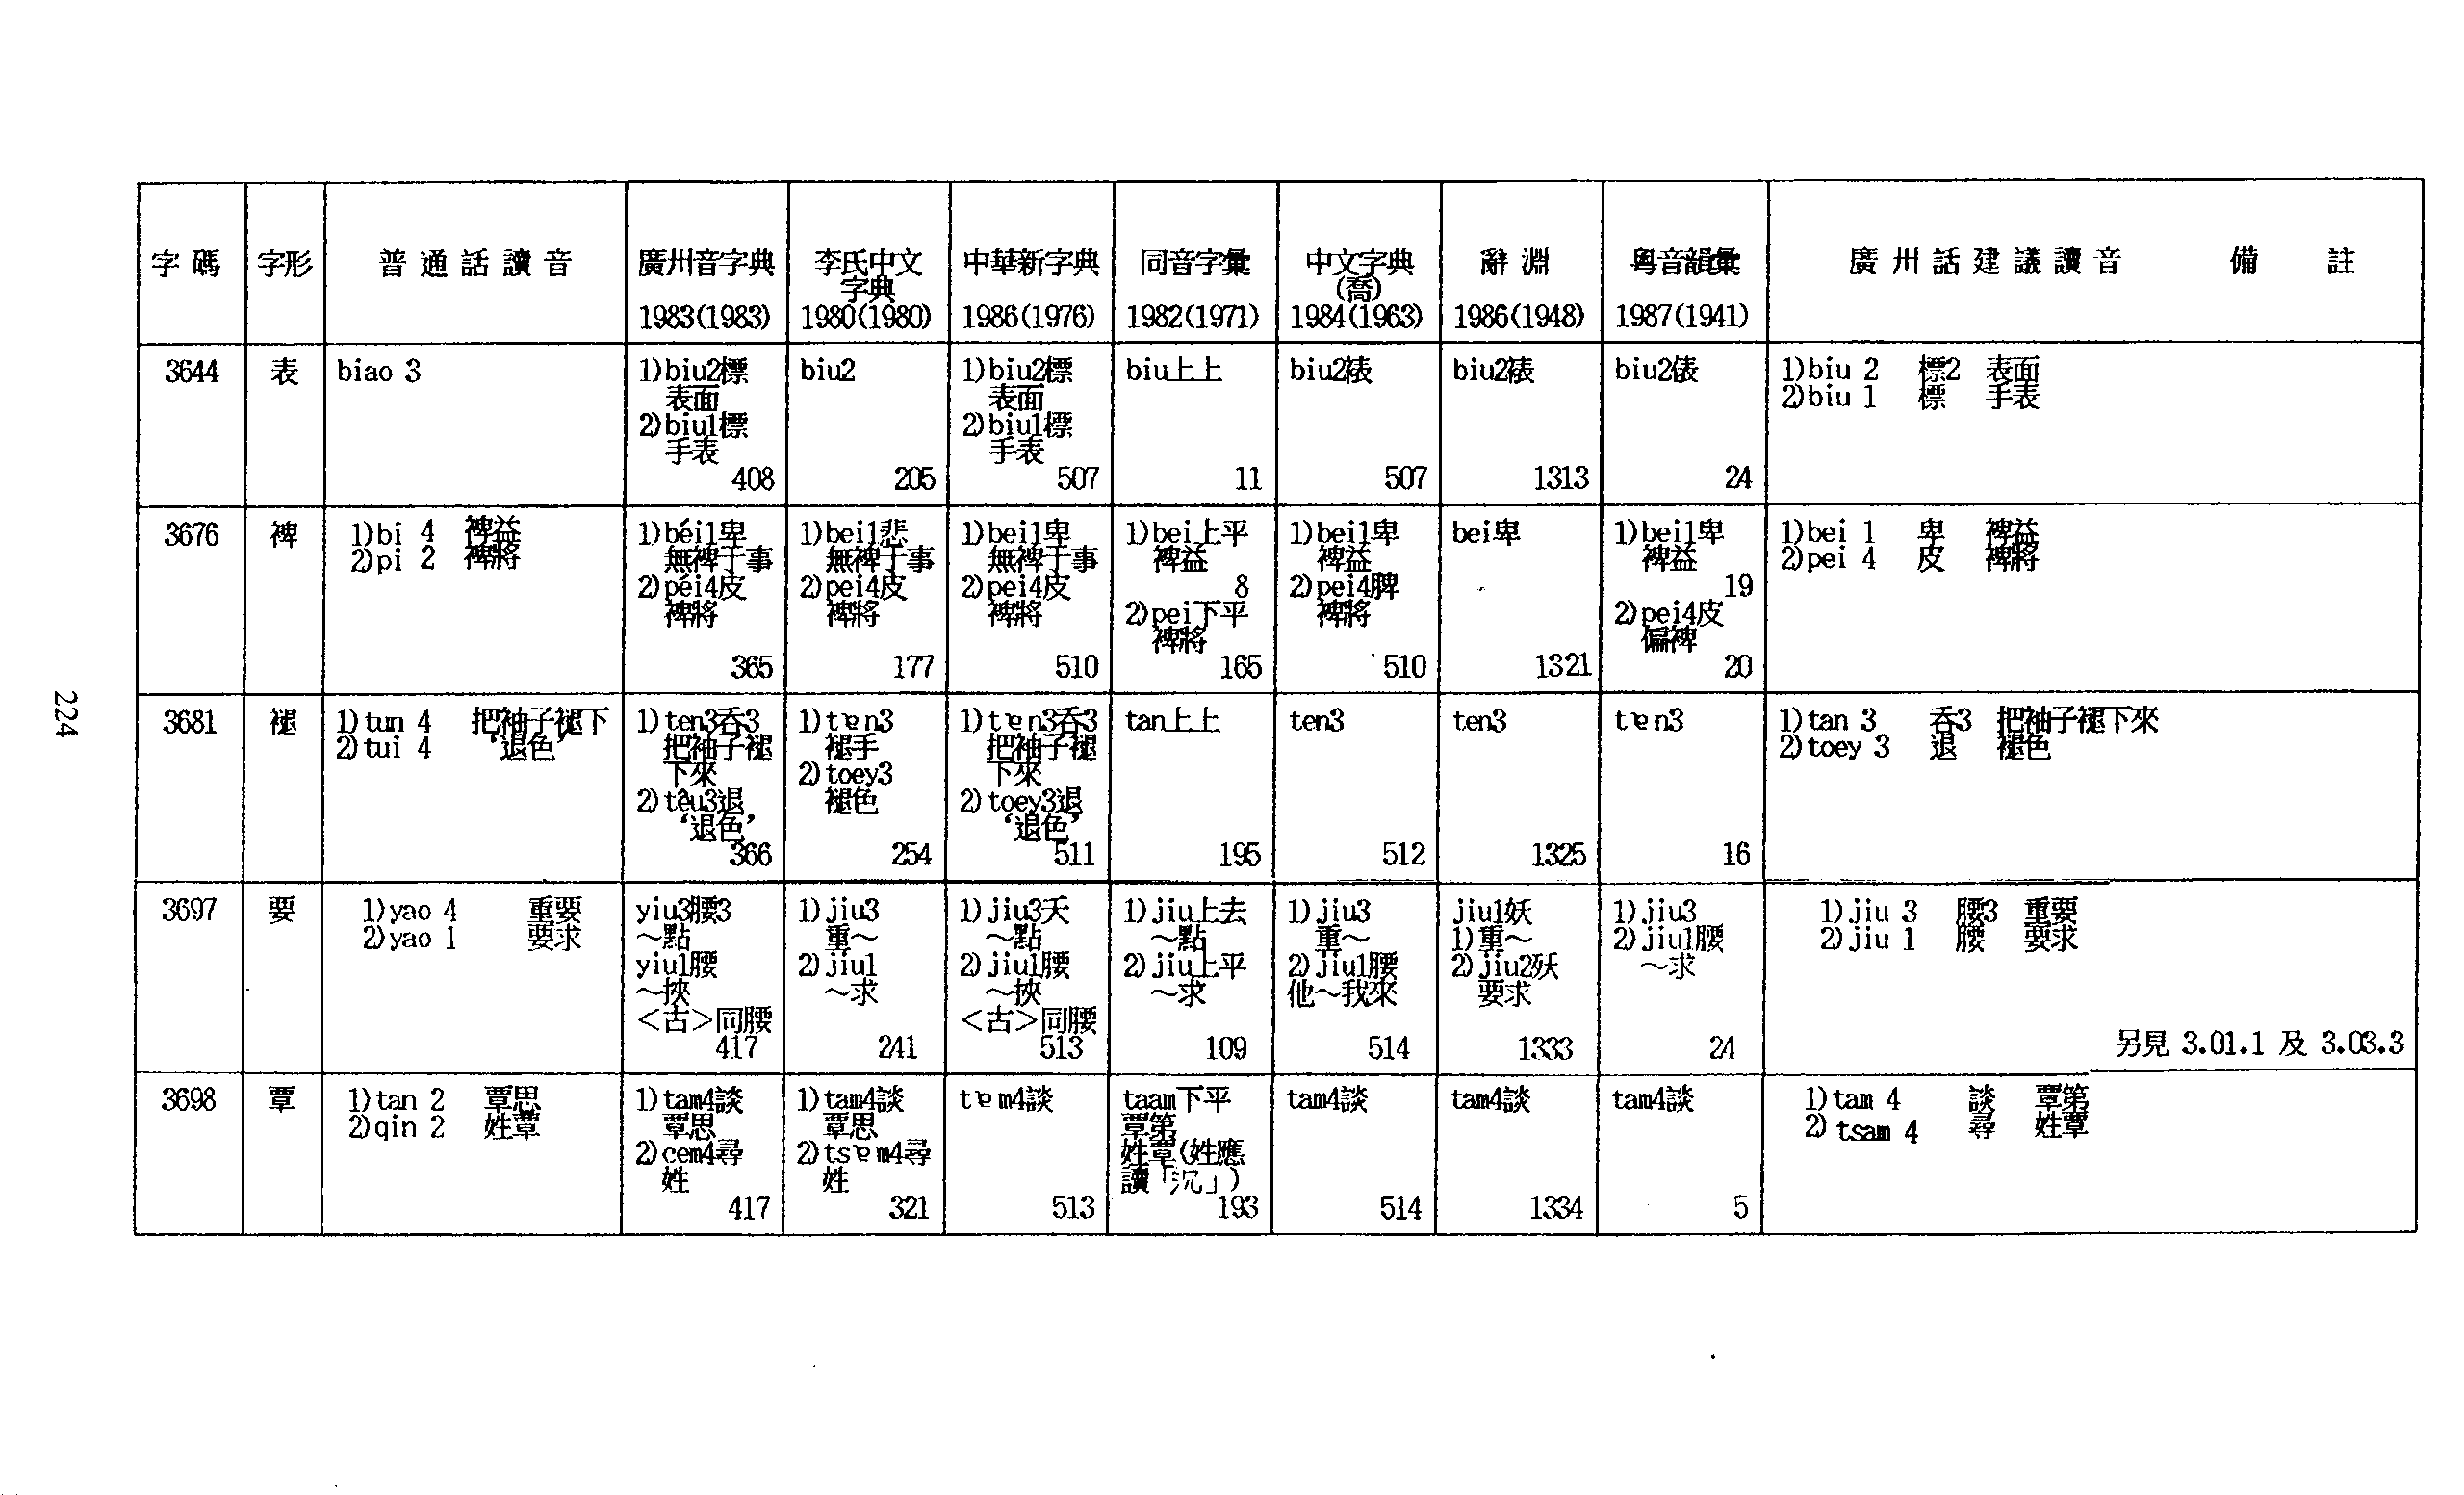 224
字碼 字形 普通話讀音 廣州音字典 李氏中文 中華新字典 同音字彙 中文字典 辭淵 粵音韻彙 廣州話建議讀音 備註
字典 (喬)
1983(1983) 1980(1980) 1986(1976) 1982(1971) 1984(1963) 1986(1948) 1987(1941)
3644 表 biao 3
1)biu2標
表面
2)biu1標
手表
408
biu2
205
1)biu2標
表面
2)biu1標
手表
507
biu上上
11
biu2裱
507
biu2裱
1313
biu2俵
24
1)biu 2 標2 表面
2)biu 1 標 手表
3676 裨
1)bi 4 裨益
2)pi 2 裨將
1)béi1卑
無裨于事
2)péi4皮
裨將
365
1)bei1悲
無裨于事
2)pei4皮
裨將
177
1)bei1卑
無裨于事
2)pei4皮
裨將
510
1)bei上平
裨益
8
2)pei下平
裨將
165
1)bei1卑
裨益
2)pei4脾
裨將
510
bei卑
1321
1)bei1卑
裨益
19
2)pei4皮
偏裨
20
1)bei 1 卑 裨益
2)pei 4 皮 裨將
3681 褪
1)tun 4 把袖子褪下
2)tui 4 ‘退色’
1)ten3吞3
把袖子褪
下來
2)têu3退
‘退色’
366
1)tɐn3
褪手
2)toey3
褪色
254
1)tɐn3吞3
把袖子褪
下來
2)toey3退
‘退色’
511
tan上上
195
ten3
512
ten3
1325
tɐn3
16
1)tan 3 吞3 把袖子褪下來
2)toey 3 退 褪色
3697 要
1)yao 4 重要
2)yao 1 要求
yiu3腰3
～點
yiu1腰
～挾
<古>同腰
417
1)jiu3
重～
2)jiu1
～求
241
1)jiu3夭
～點
2)jiu1腰
～挾
<古>同腰
513
1)jiu上去
～點
2)jiu上平
～求
109
1)jiu3
重～
2)jiu1腰
他～我來
514
jiu1妖
1)重～
2)jiu2殀
要求
1333
1)jiu3
2)jiu1腰
～求
24
1)jiu 3 腰3 重要
2)jiu 1 腰 要求
另見 3.01.1 及 3.03.3
3698 覃
1)tan 2 覃思
2)qin 2 姓覃
1)tam4談
覃思
2)cem4尋
姓
417
1)tam4談
覃思
2)tsɐm4尋
姓
321
tɐm4談
513
taam下平
覃第
姓覃(姓應
讀「沉」)
193
tam4談
514
tam4談
1334
tam4談
5
1)tam 4 談 覃第
2)tsam 4 尋 姓覃